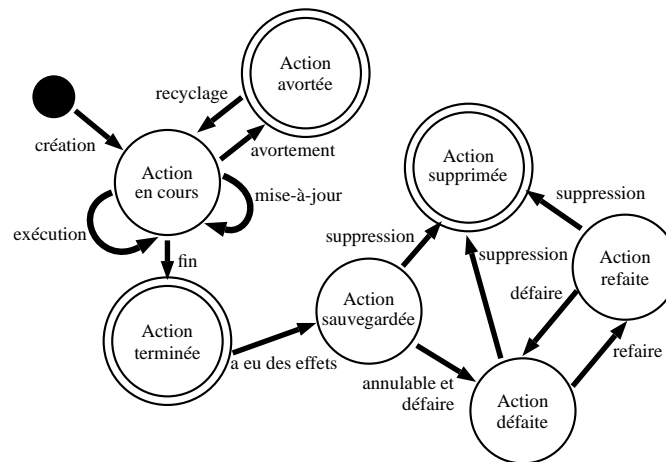 Action
avortée
recyclage
création
avortement
Action
en cours
mise-à-jour
exécution
fin
Action
terminée
a eu des effets
Action
supprimée
suppression
suppression
suppression
Action
refaite
Action
sauvegardée
défaire
refaire
annulable et
défaire
Action
défaite